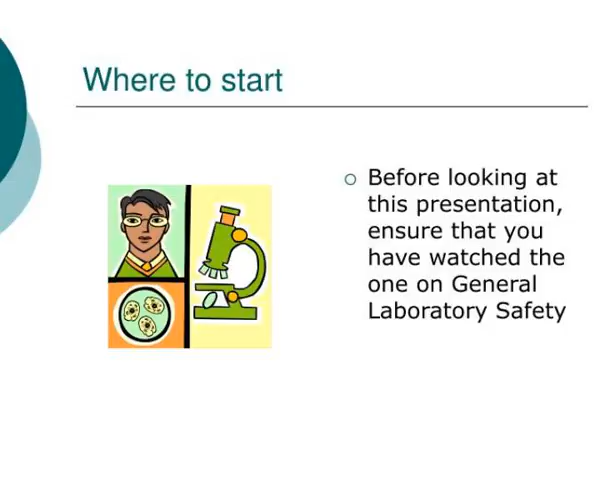 Where to start
Before looking at
this presentation,
ensure that you
have watched the
one on General
Laboratory Safety